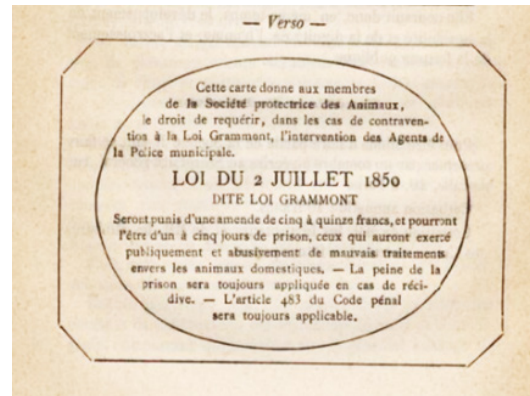 — Verso —
Cette carte donne aux membres
de la Société protectrice des Animaux,
le droit de requérir, dans les cas de contraven-
tion à la Loi Grammont, l'intervention des Agents de
la Police municipale.
LOI DU 2 JUILLET 1850
DITE LOI GRAMMONT
Seront punis d'une amende de cinq à quinze francs, et pourront
l'être d'un à cinq jours de prison, ceux qui auront exercé
publiquement et abusivement de mauvais traitements
envers les animaux domestiques. — La peine de la
prison sera toujours appliquée en cas de réci-
dive. — L'article 483 du Code pénal
sera toujours applicable.